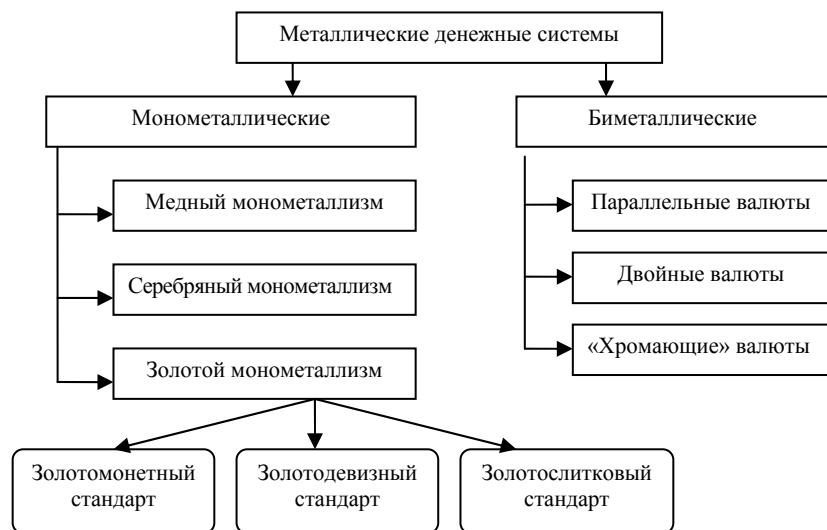 Металлические денежные системы
Монометаллические
Биметаллические
Медный монометаллизм
Параллельные валюты
Серебряный монометаллизм
Двойные валюты
Золотой монометаллизм
«Хромающие» валюты
Золотомонетный
стандарт
Золотодевизный
стандарт
Золотослитковый
стандарт